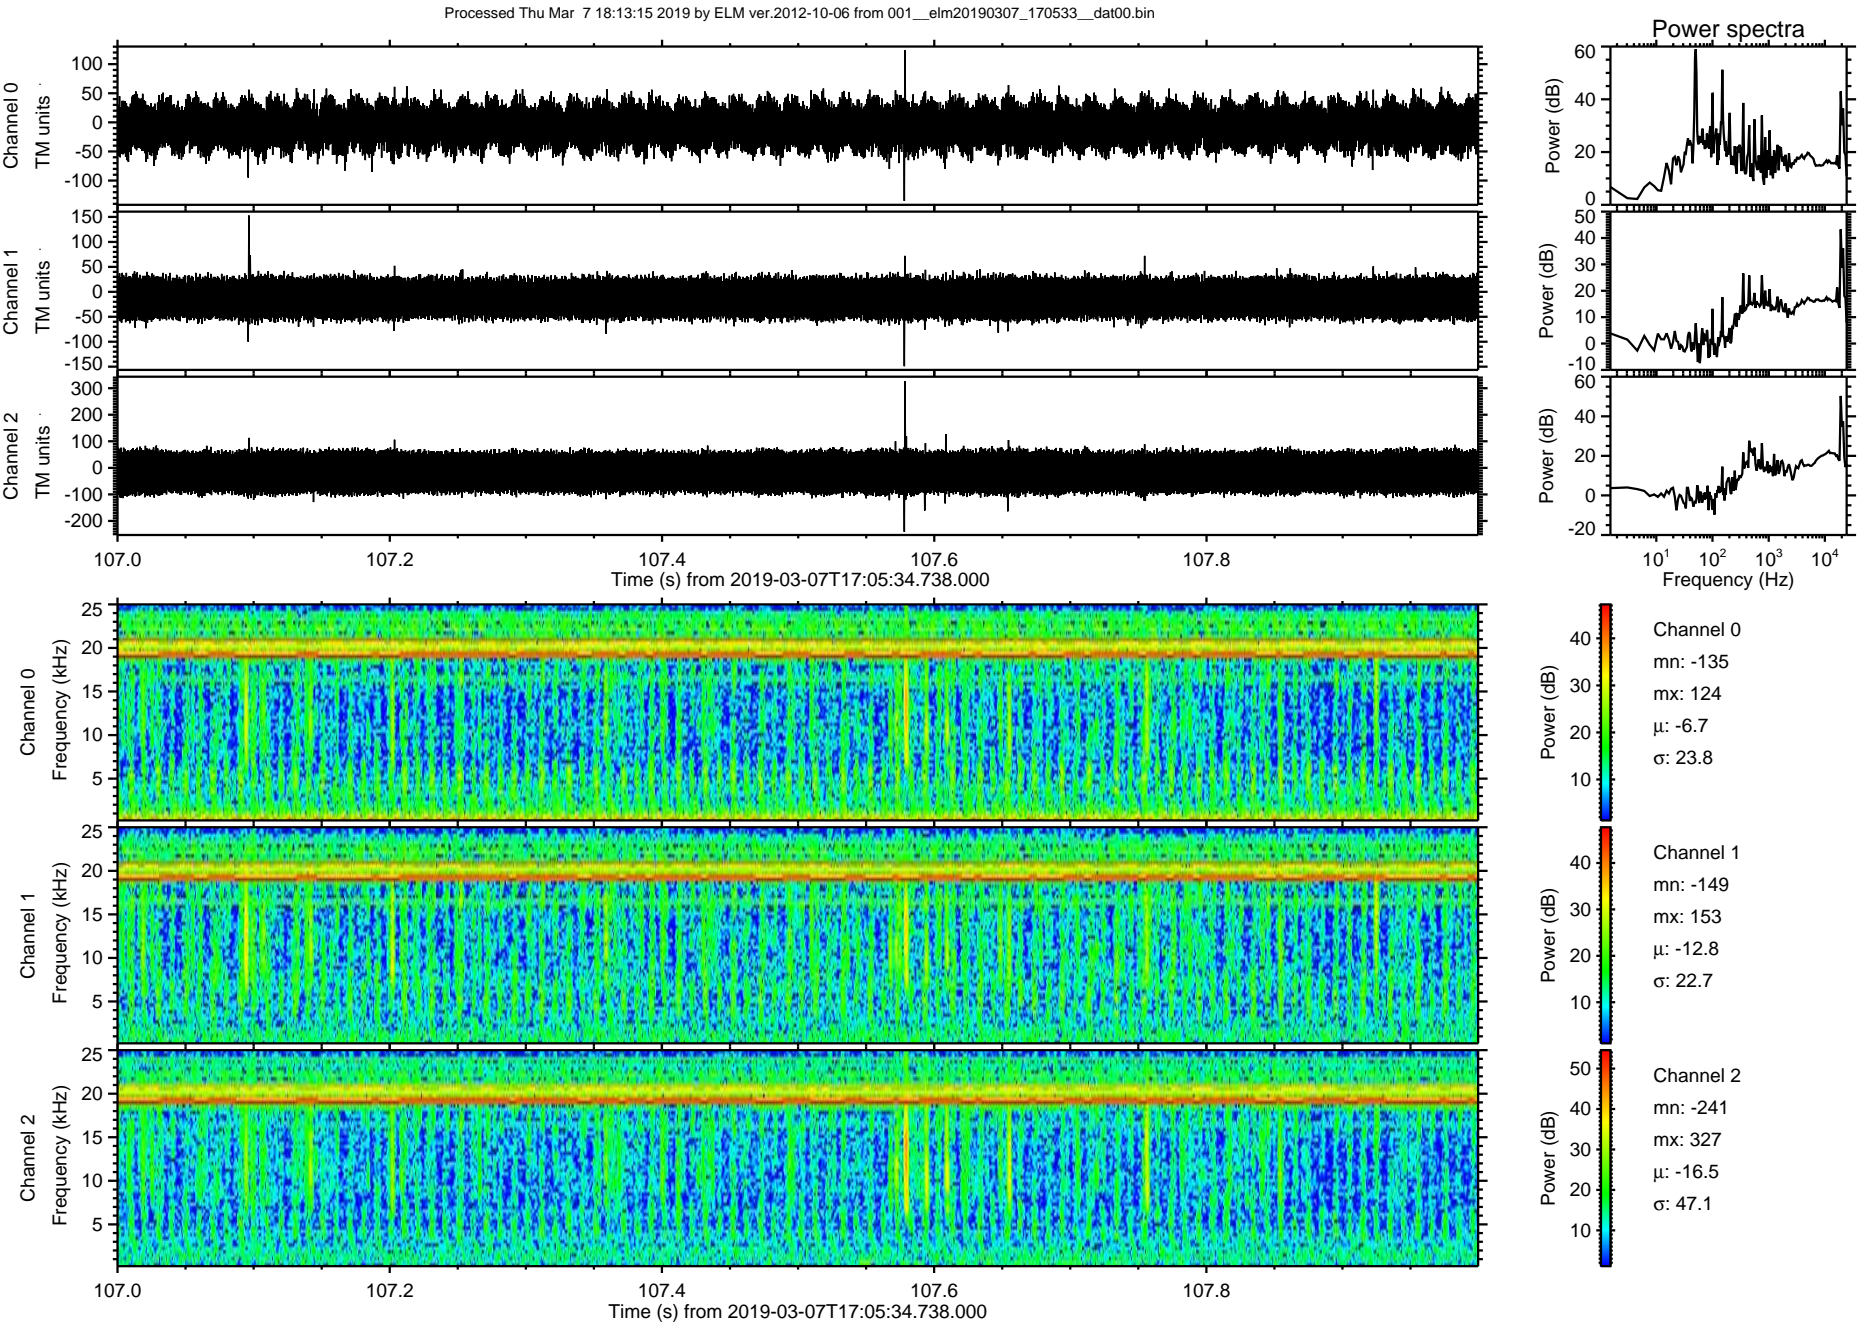 Processed Thu Mar  7 18:13:15 2019 by ELM ver.2012-10-06 from 001__elm20190307_170533__dat00.bin
Power spectra
Channel 0
TM units
100
50
0
-50
-100
Power (dB)
60
40
20
0
Channel 1
TM units
150
100
50
0
-50
-100
-150
Power (dB)
50
40
30
20
10
0
-10
Channel 2
TM units
300
200
100
0
-100
-200
Power (dB)
60
40
20
0
-20
107.0 107.2 107.4 107.6 107.8
Time (s) from 2019-03-07T17:05:34.738.000
10^1 10^2 10^3 10^4
Frequency (Hz)
Channel 0
Frequency (kHz)
25
20
15
10
5
Power (dB)
40
30
20
10
Channel 0
mn: -135
mx: 124
µ: -6.7
σ: 23.8
Channel 1
Frequency (kHz)
25
20
15
10
5
Power (dB)
40
30
20
10
Channel 1
mn: -149
mx: 153
µ: -12.8
σ: 22.7
Channel 2
Frequency (kHz)
25
20
15
10
5
Power (dB)
50
40
30
20
10
Channel 2
mn: -241
mx: 327
µ: -16.5
σ: 47.1
107.0 107.2 107.4 107.6 107.8
Time (s) from 2019-03-07T17:05:34.738.000